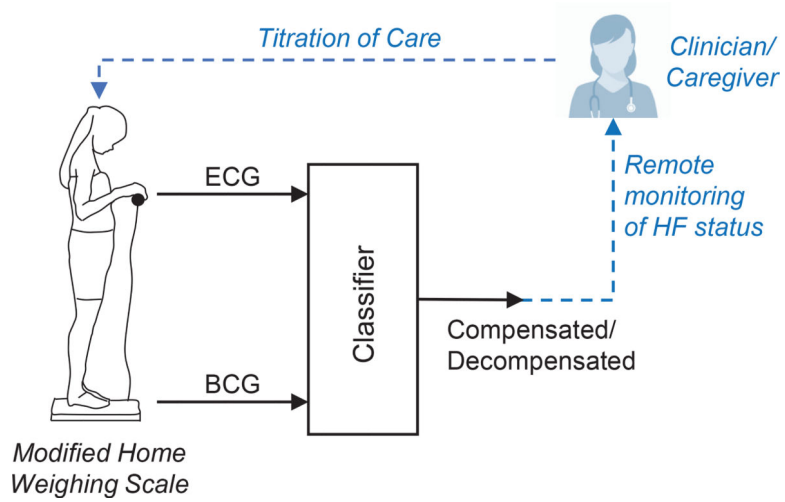 Titration of Care
Clinician/
Caregiver
ECG
Remote
monitoring
of HF status
Classifier
Compensated/
Decompensated
BCG
Modified Home
Weighing Scale